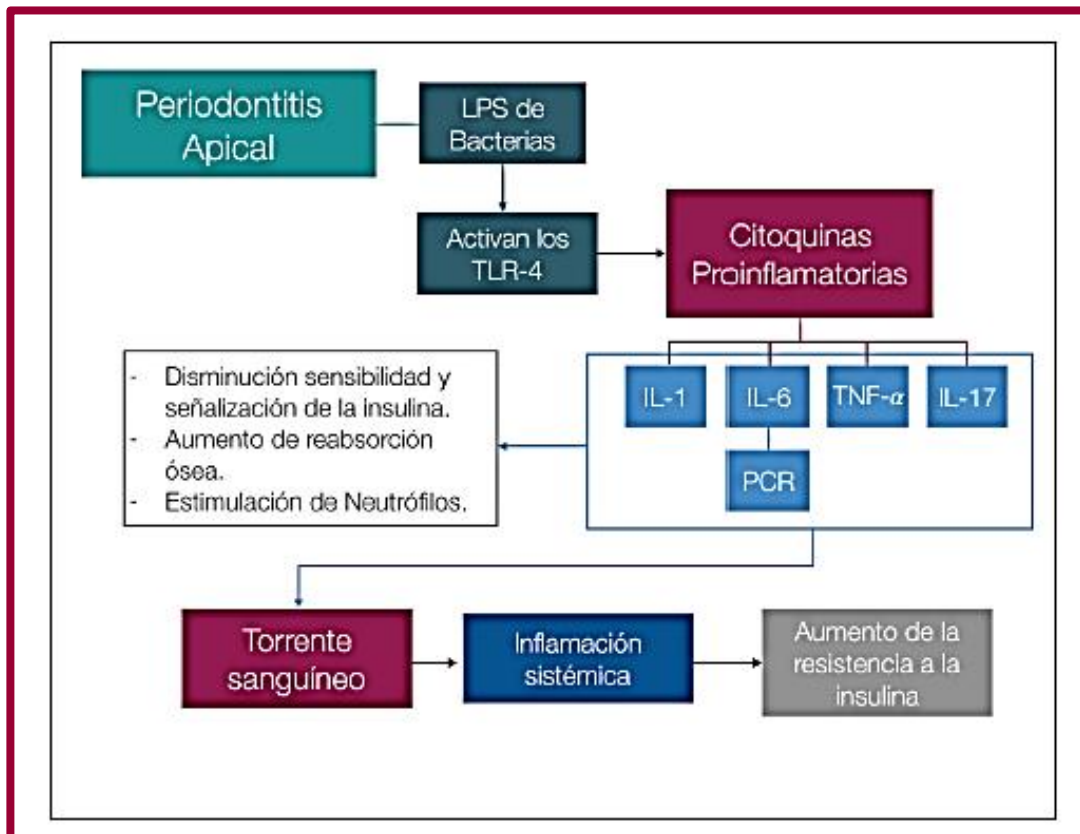 Periodontitis
Apical
LPS de
Bacterias
Activan los
TLR-4
Citoquinas
Proinflamatorias
IL-1
IL-6
TNF-α
IL-17
PCR
- Disminución sensibilidad y
señalización de la insulina.
- Aumento de reabsorción
ósea.
- Estimulación de Neutrófilos.
Torrente
sanguíneo
Inflamación
sistémica
Aumento de la
resistencia a la
insulina